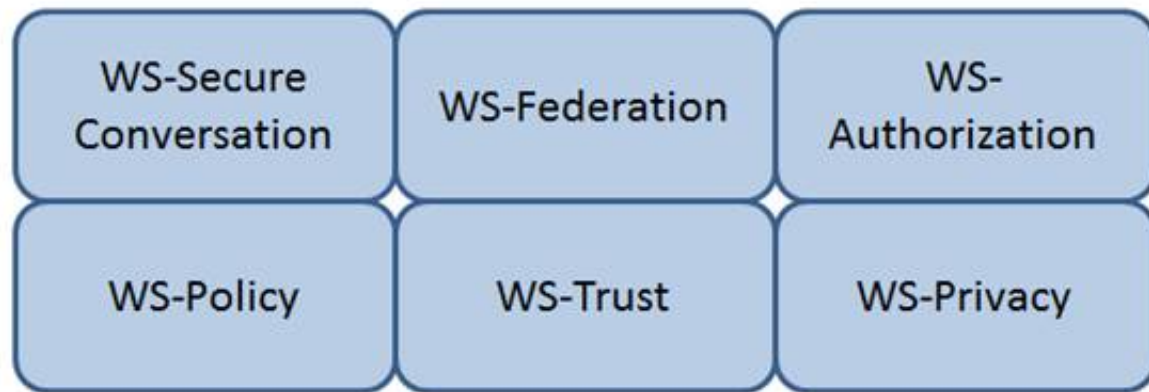 WS-Secure
Conversation
WS-Federation
WS-
Authorization
WS-Policy
WS-Trust
WS-Privacy